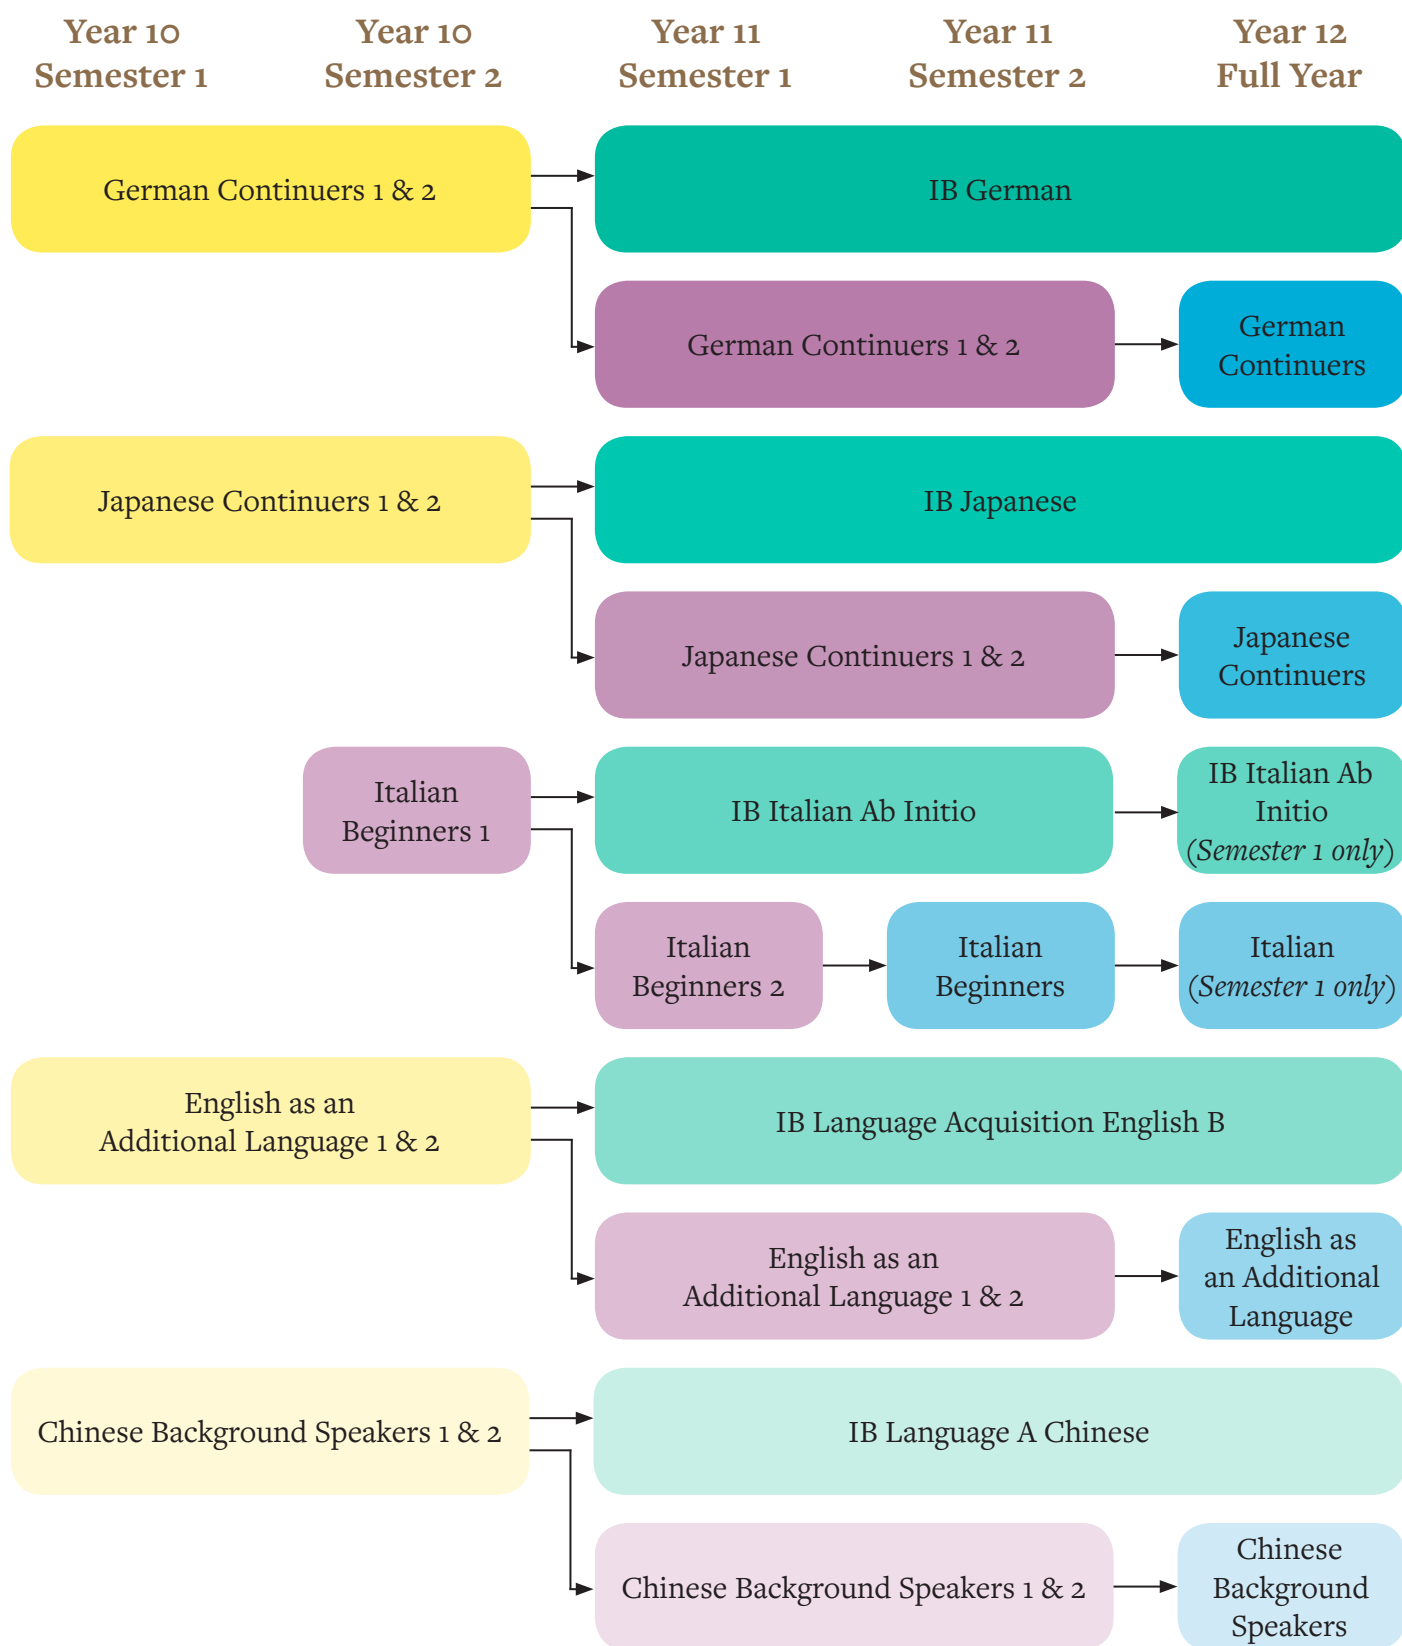 Year 10
Semester 1
Year 10
Semester 2
Year 11
Semester 1
Year 11
Semester 2
Year 12
Full Year
German Continuers 1 & 2
IB German
German Continuers 1 & 2
German
Continuers
Japanese Continuers 1 & 2
IB Japanese
Japanese Continuers 1 & 2
Japanese
Continuers
Italian
Beginners 1
IB Italian Ab Initio
IB Italian Ab
Initio
(Semester 1 only)
Italian
Beginners 2
Italian
Beginners
Italian
(Semester 1 only)
English as an
Additional Language 1 & 2
IB Language Acquisition English B
English as an
Additional Language 1 & 2
English as
an Additional
Language
Chinese Background Speakers 1 & 2
IB Language A Chinese
Chinese Background Speakers 1 & 2
Chinese
Background
Speakers